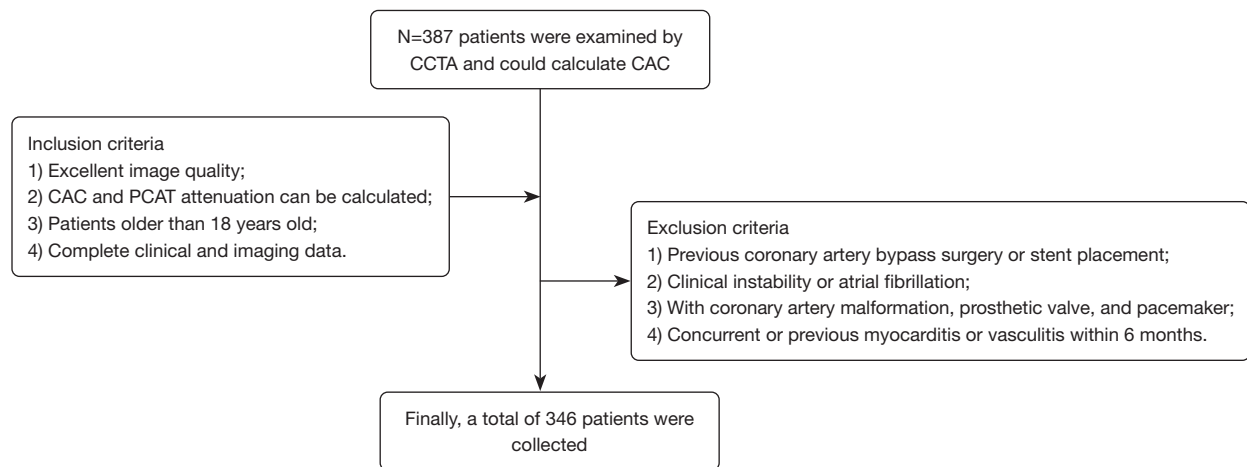 N=387 patients were examined by
CCTA and could calculate CAC
Inclusion criteria
1) Excellent image quality;
2) CAC and PCAT attenuation can be calculated;
3) Patients older than 18 years old;
4) Complete clinical and imaging data.
Exclusion criteria
1) Previous coronary artery bypass surgery or stent placement;
2) Clinical instability or atrial fibrillation;
3) With coronary artery malformation, prosthetic valve, and pacemaker;
4) Concurrent or previous myocarditis or vasculitis within 6 months.
Finally, a total of 346 patients were
collected